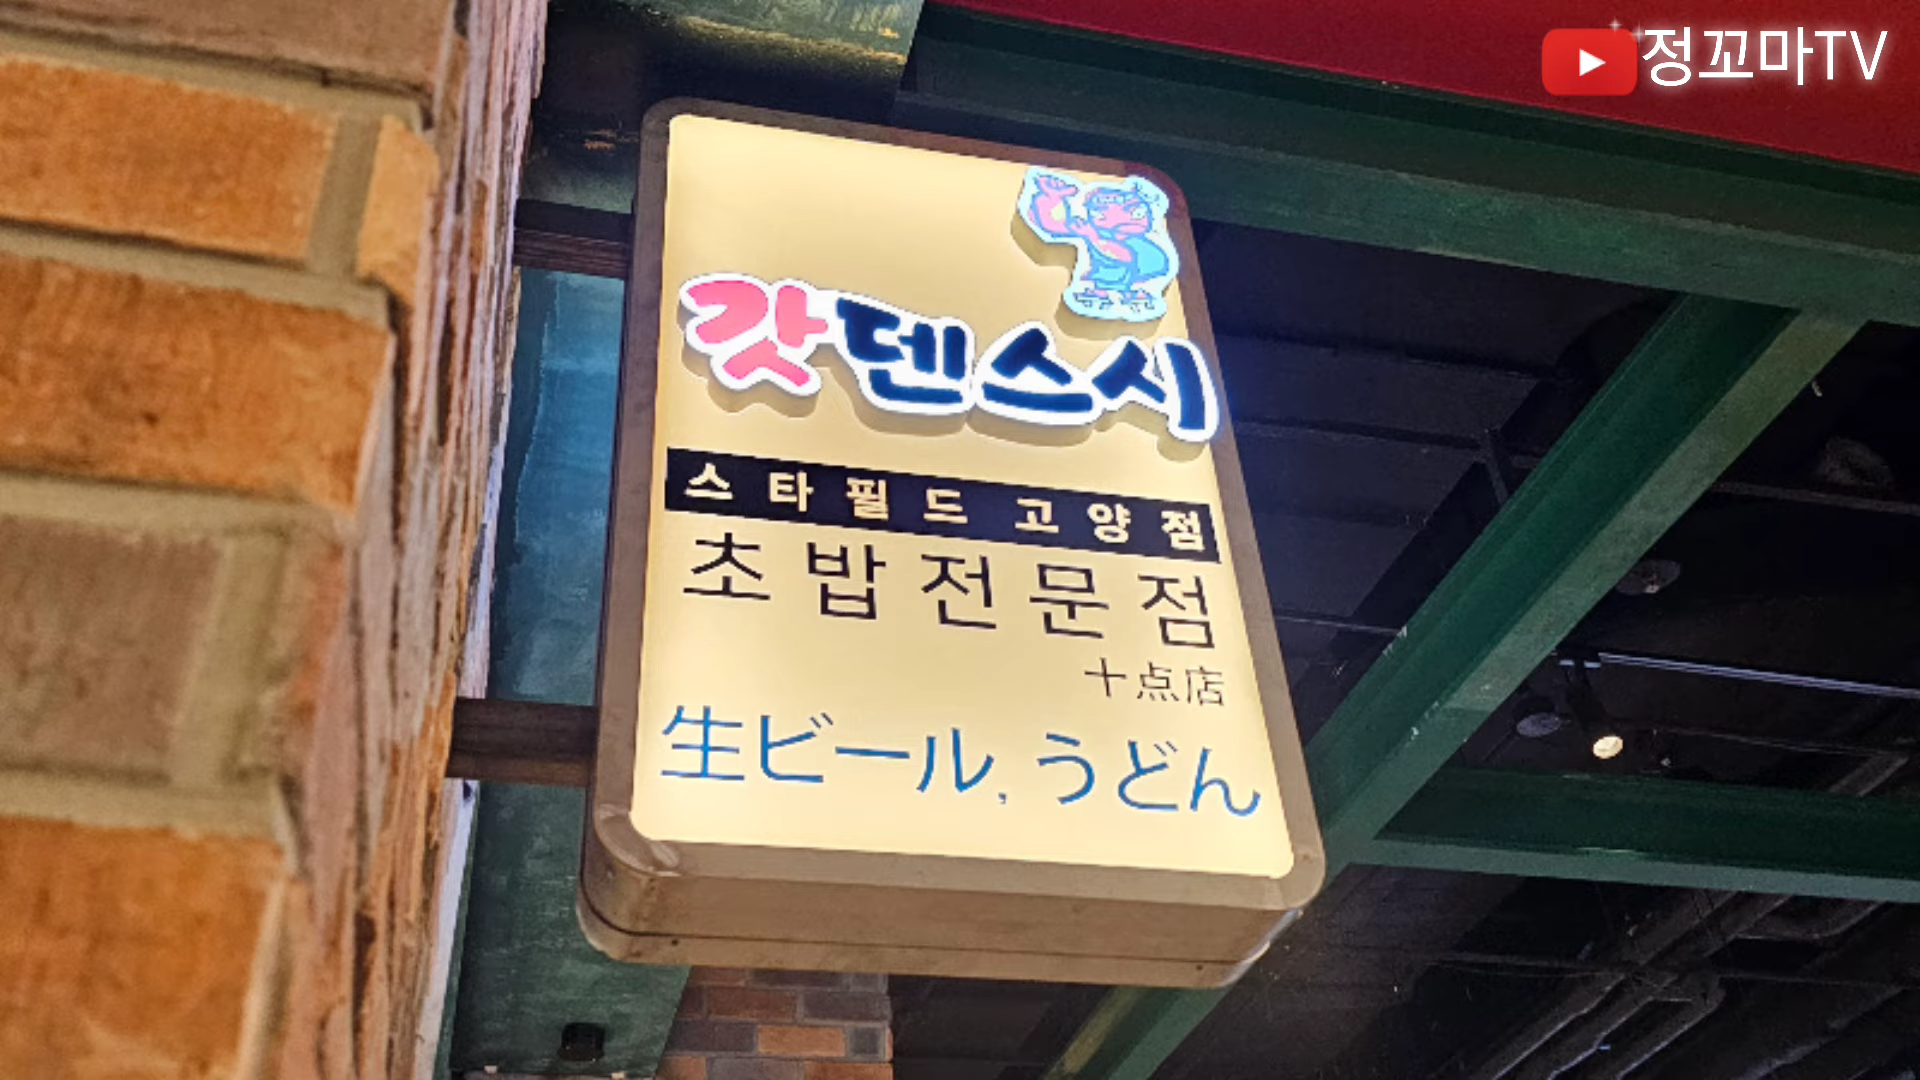 정꼬마TV
갓덴스시
스타필드 고양점
초밥전문점
十点店
生ビール, うどん